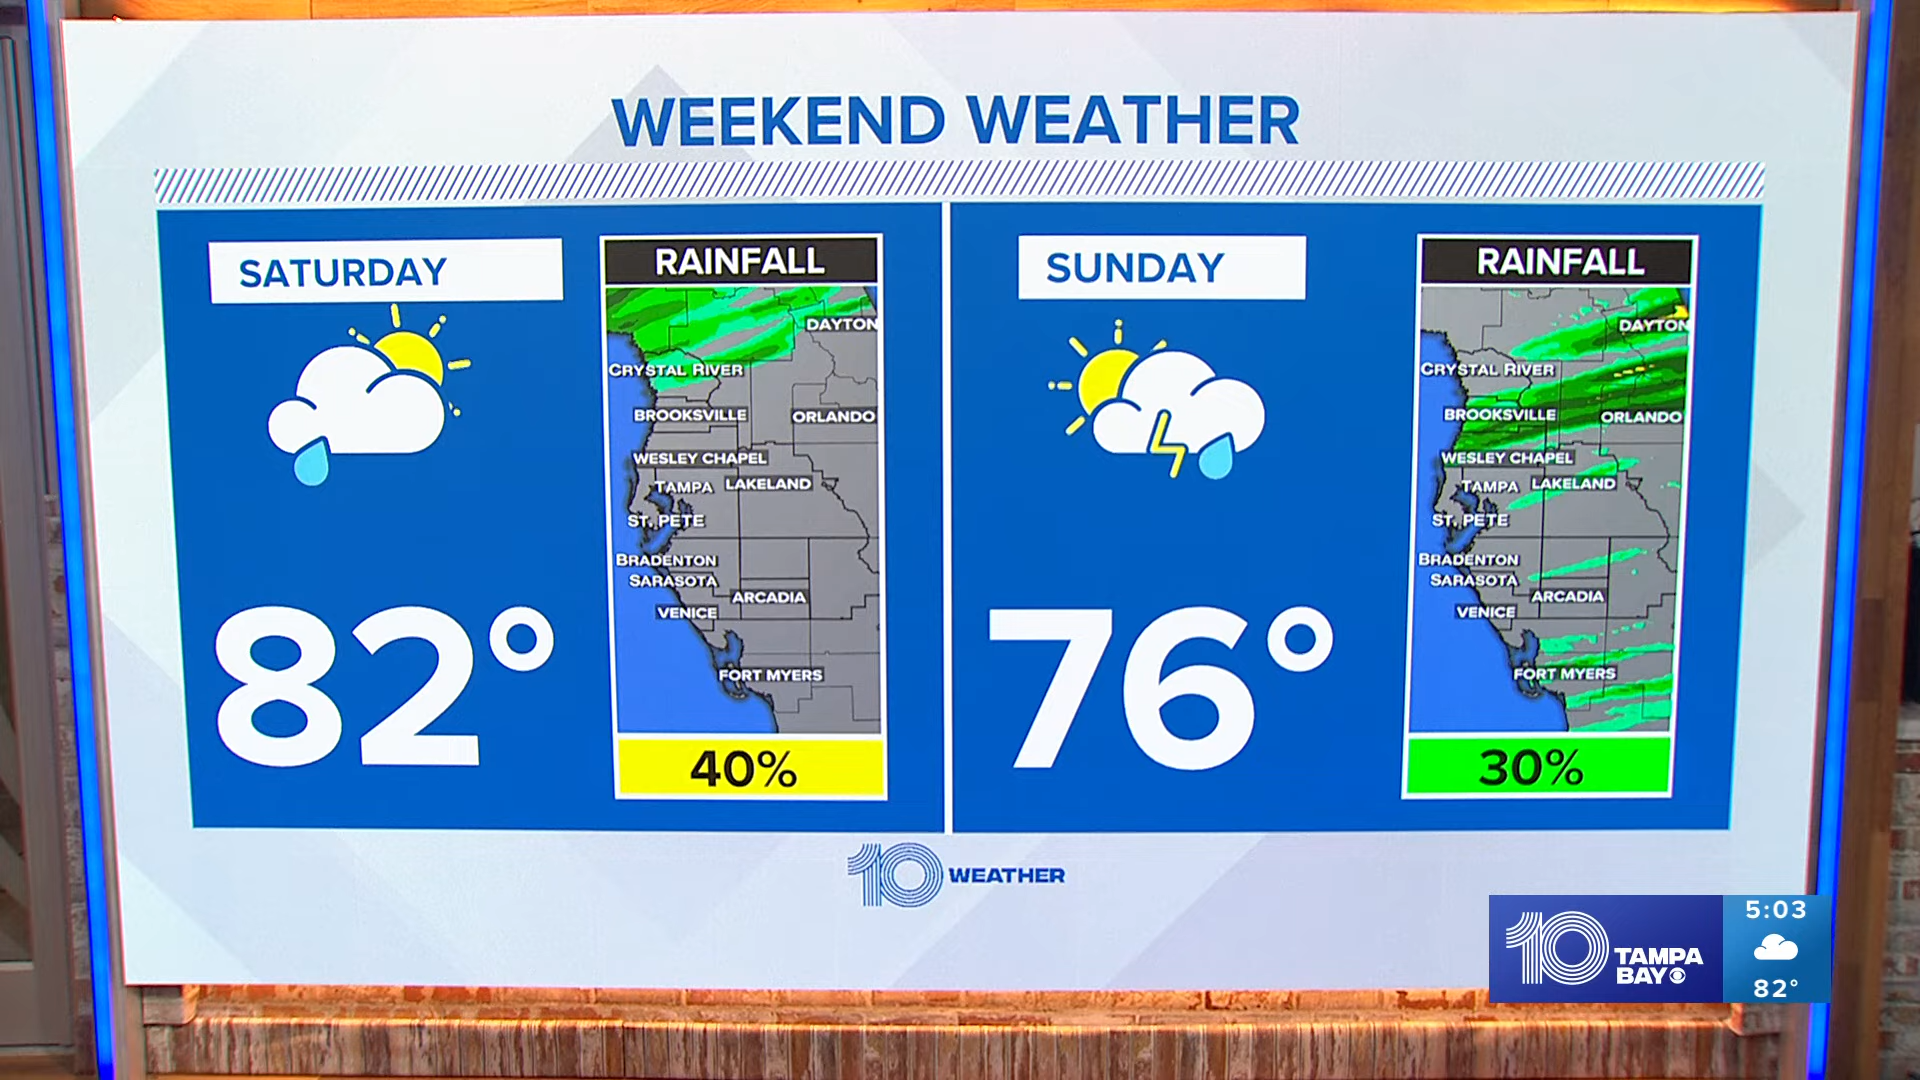 WEEKEND WEATHER
SATURDAY
RAINFALL
DAYTON
CRYSTAL RIVER
BROOKSVILLE
ORLANDO
WESLEY CHAPEL
TAMPA
LAKELAND
ST. PETE
BRADENTON
SARASOTA
ARCADIA
VENICE
FORT MYERS
82°
40%
SUNDAY
RAINFALL
DAYTON
CRYSTAL RIVER
BROOKSVILLE
ORLANDO
WESLEY CHAPEL
TAMPA
LAKELAND
ST. PETE
BRADENTON
SARASOTA
ARCADIA
VENICE
FORT MYERS
76°
30%
10 WEATHER
10 TAMPA
BAY
5:03
82°